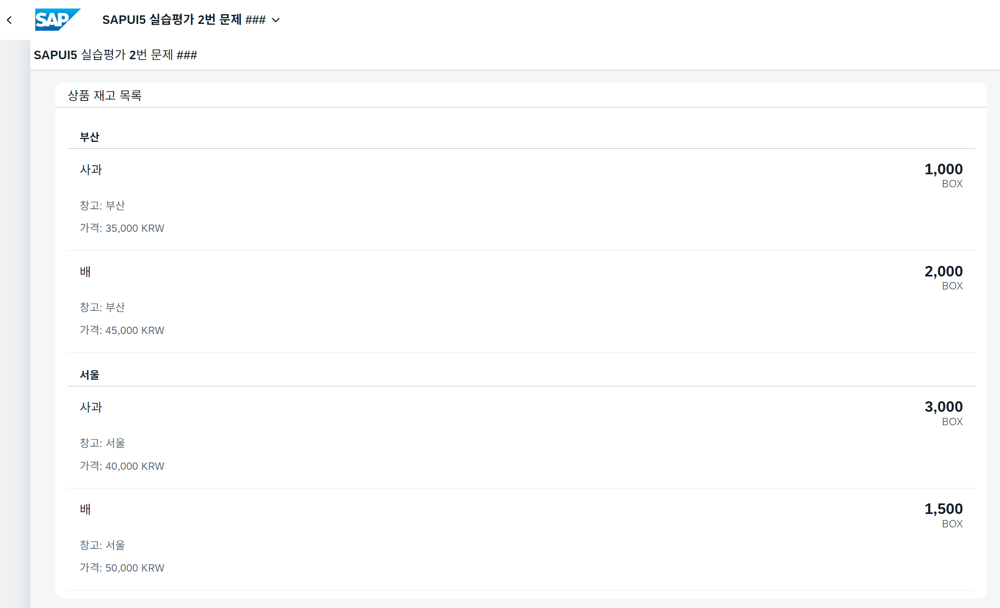 SAP
SAPUI5 실습평가 2번 문제 ###
SAPUI5 실습평가 2번 문제 ###
상품 재고 목록
부산
사과
1,000
BOX
창고: 부산
가격: 35,000 KRW
배
2,000
BOX
창고: 부산
가격: 45,000 KRW
서울
사과
3,000
BOX
창고: 서울
가격: 40,000 KRW
배
1,500
BOX
창고: 서울
가격: 50,000 KRW